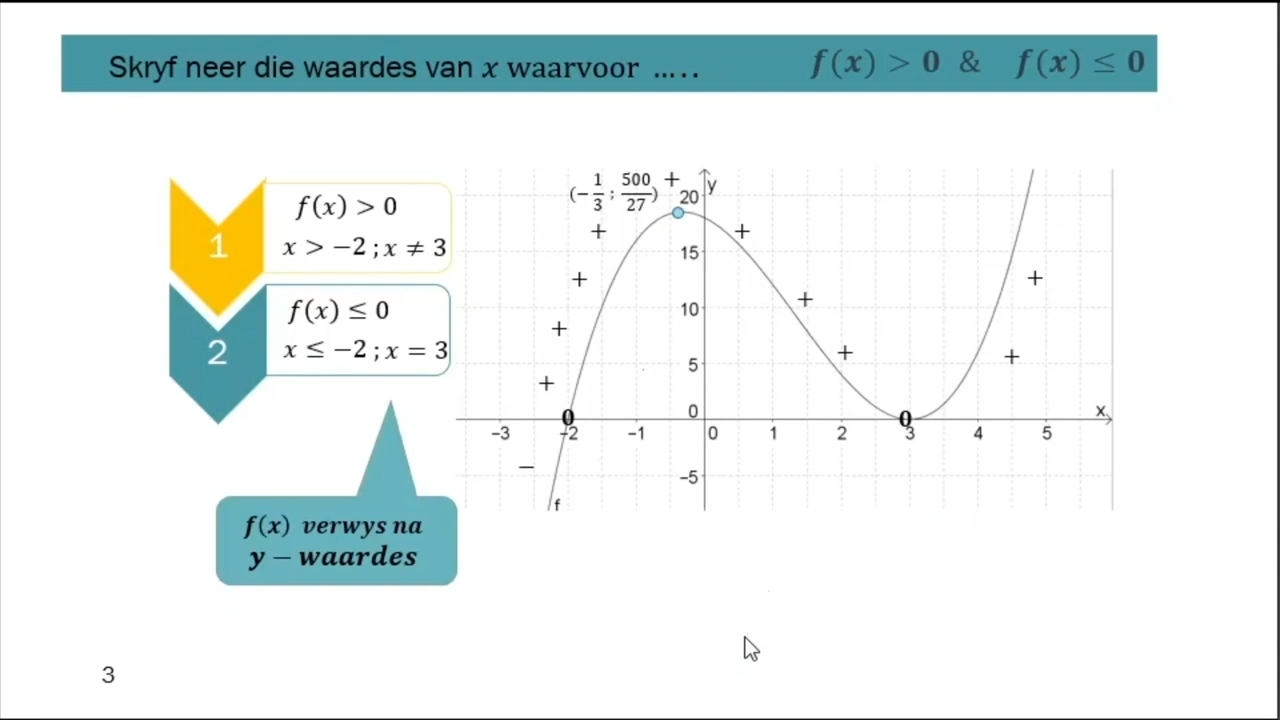 Skryf neer die waardes van x waarvoor .....
f(x) > 0 & f(x) ≤ 0
1
f(x) > 0
x > −2 ; x ≠ 3
2
f(x) ≤ 0
x ≤ −2 ; x = 3
f(x) verwys na
y − waardes
(−1/3 ; 500/27)
+
+
+
+
+
+
+
+
+
+
−
y
20
15
10
5
0
−5
0
0
x
−3 −2 −1 0 1 2 3 4 5
f
3